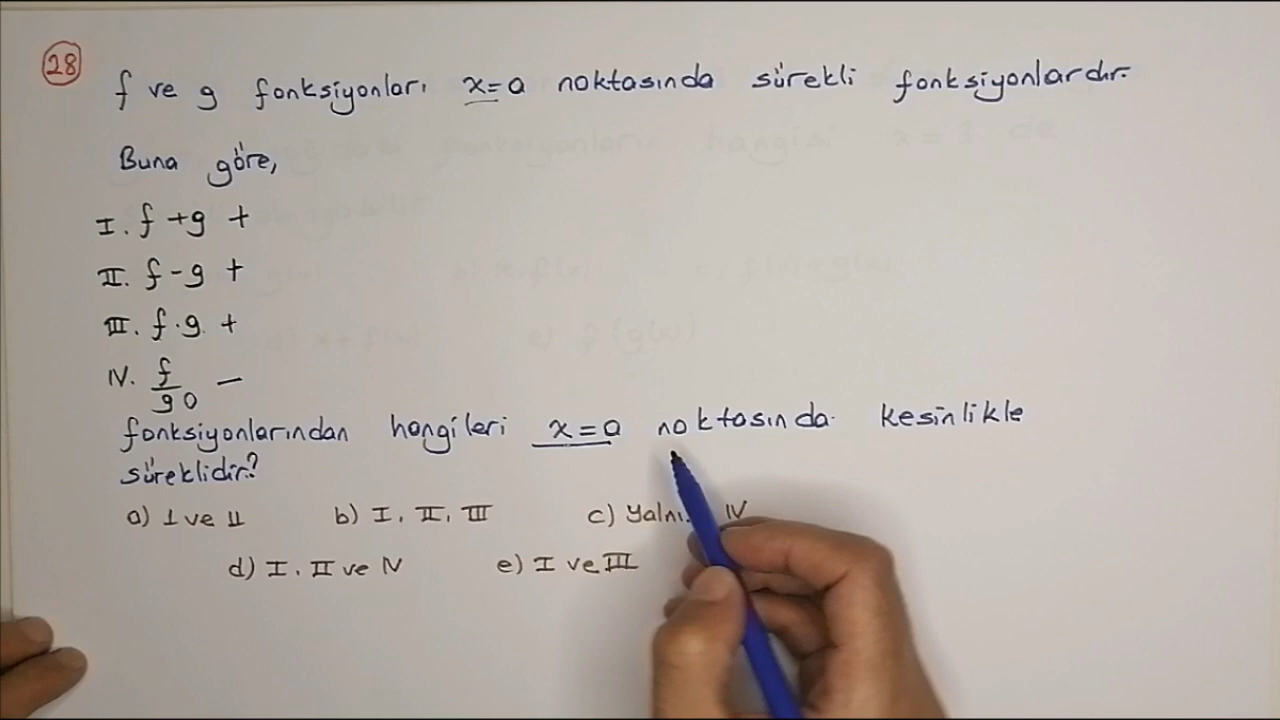 28
f ve g fonksiyonları x=a noktasında sürekli fonksiyonlardır.
Buna göre,
I. f+g +
II. f-g +
III. f.g. +
IV. f/g 0 -
fonksiyonlarından hangileri x=a noktasında kesinlikle
süreklidir?
a) I ve II b) I, II, III c) IV
d) I, II ve IV e) I ve III